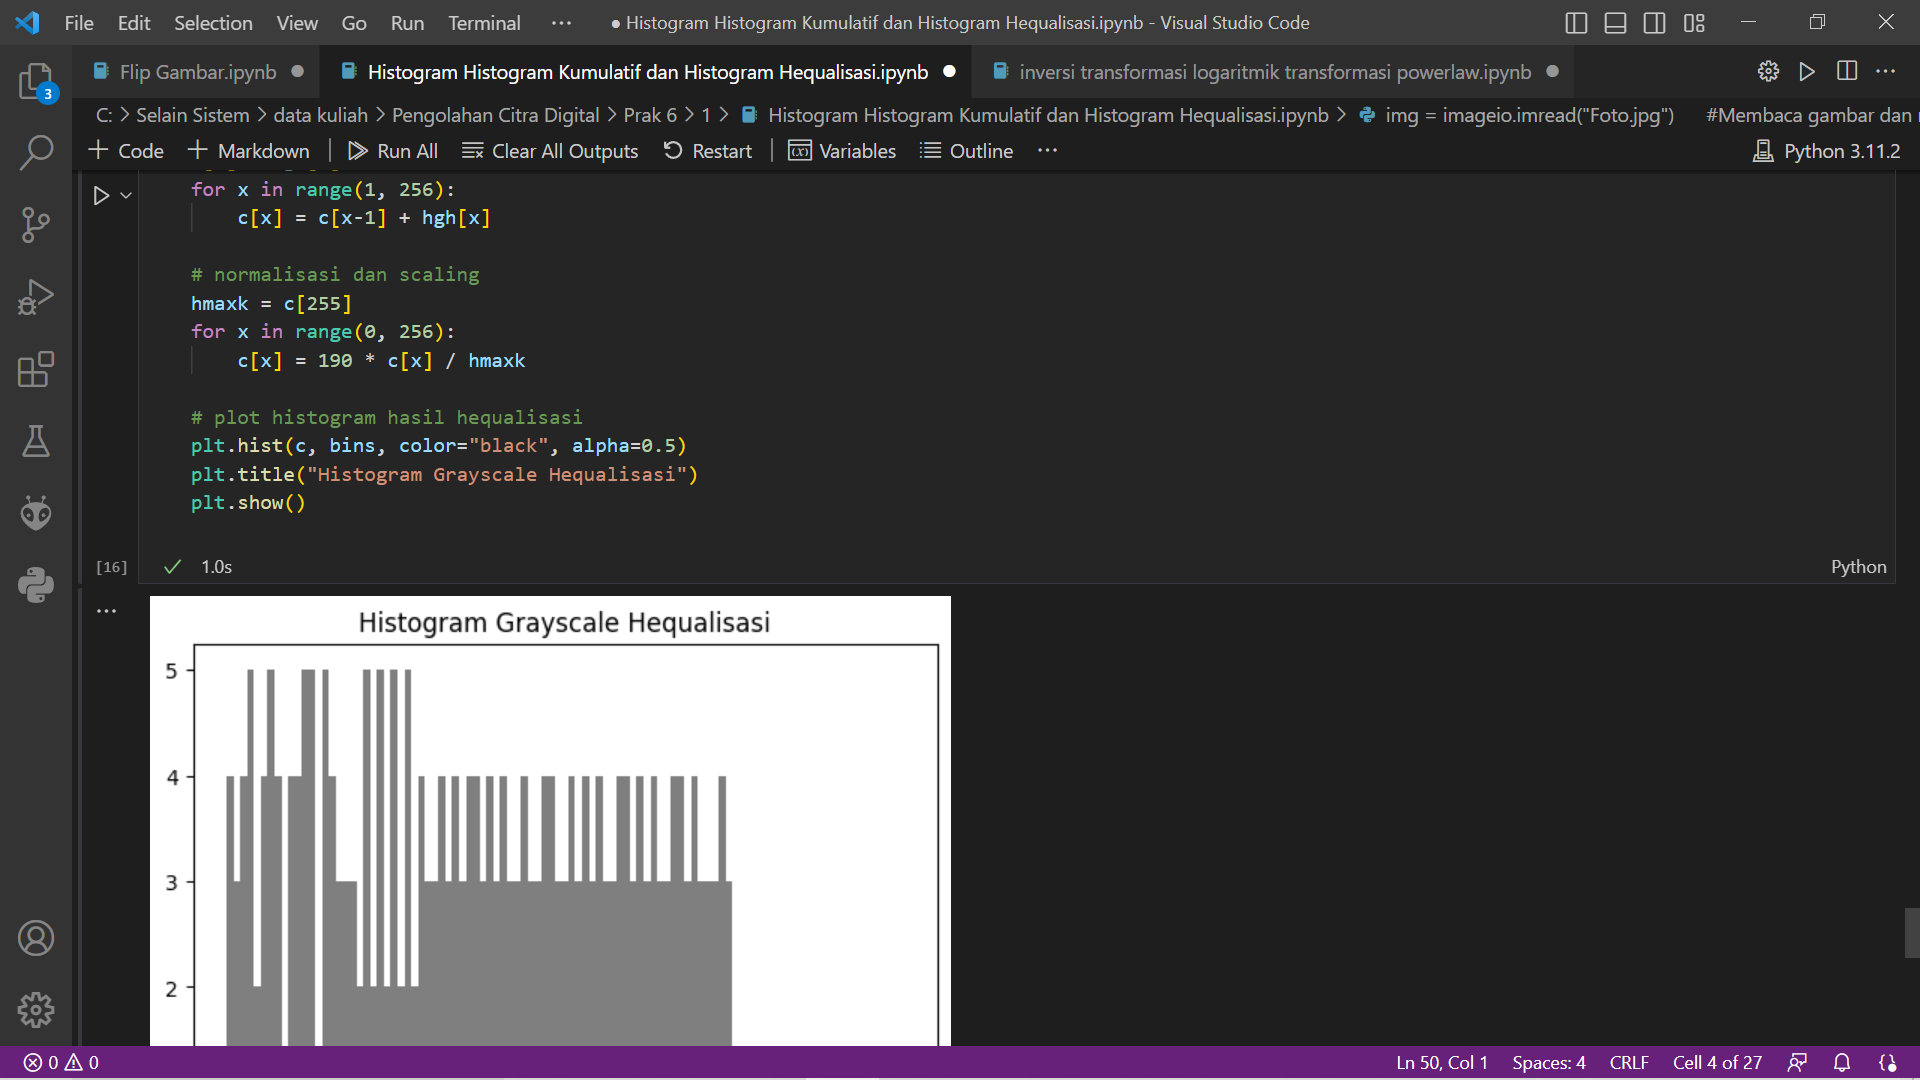 File Edit Selection View Go Run Terminal ··· ● Histogram Histogram Kumulatif dan Histogram Hequalisasi.ipynb - Visual Studio Code
Flip Gambar.ipynb ● Histogram Histogram Kumulatif dan Histogram Hequalisasi.ipynb ● inversi transformasi logaritmik transformasi powerlaw.ipynb ●
3
C: > Selain Sistem > data kuliah > Pengolahan Citra Digital > Prak 6 > 1 > Histogram Histogram Kumulatif dan Histogram Hequalisasi.ipynb > img = imageio.imread("Foto.jpg") #Membaca gambar dan
+ Code + Markdown | Run All Clear All Outputs Restart | Variables Outline ··· Python 3.11.2
for x in range(1, 256):
    c[x] = c[x-1] + hgh[x]
# normalisasi dan scaling
hmaxk = c[255]
for x in range(0, 256):
    c[x] = 190 * c[x] / hmaxk
# plot histogram hasil hequalisasi
plt.hist(c, bins, color="black", alpha=0.5)
plt.title("Histogram Grayscale Hequalisasi")
plt.show()
[16] ✓ 1.0s Python
Histogram Grayscale Hequalisasi
5
4
3
2
0 0 Ln 50, Col 1 Spaces: 4 CRLF Cell 4 of 27